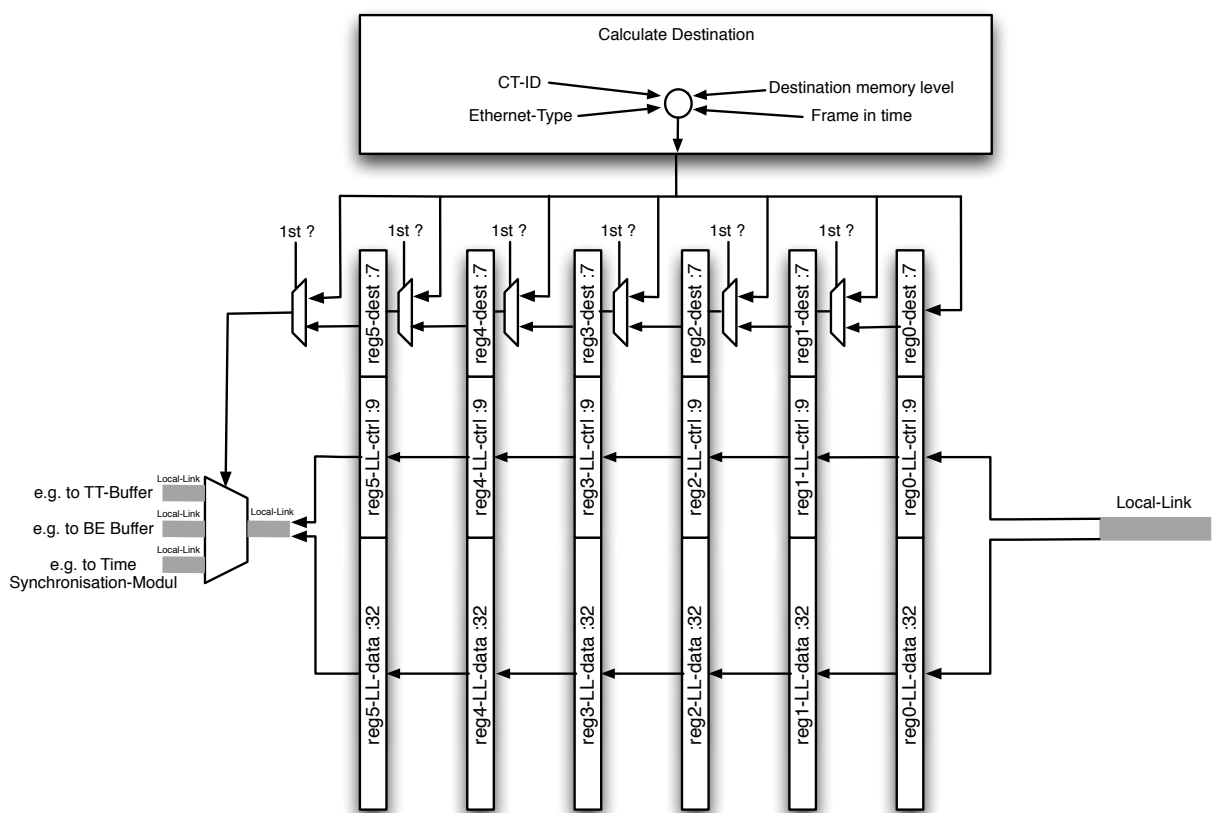 Calculate Destination
CT-ID
Destination memory level
Ethernet-Type
Frame in time
1st ?
1st ?
1st ?
1st ?
1st ?
1st ?
reg5-dest :7
reg4-dest :7
reg3-dest :7
reg2-dest :7
reg1-dest :7
reg0-dest :7
reg5-LL-ctrl :9
reg4-LL-ctrl :9
reg3-LL-ctrl :9
reg2-LL-ctrl :9
reg1-LL-ctrl :9
reg0-LL-ctrl :9
reg5-LL-data :32
reg4-LL-data :32
reg3-LL-data :32
reg2-LL-data :32
reg1-LL-data :32
reg0-LL-data :32
Local-Link
e.g. to TT-Buffer
Local-Link
e.g. to BE Buffer
Local-Link
e.g. to Time
Synchronisation-Modul
Local-Link
Local-Link